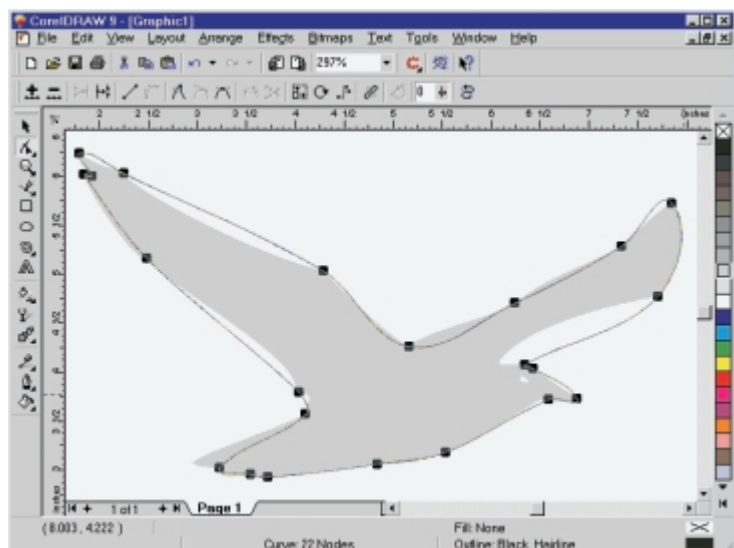 CorelDRAW 9 - [Graphic1]
File Edit View Layout Arrange Effects Bitmaps Text Tools Window Help
297%
0
2 2 1/2 3 3 1/2 4 4 1/2 5 5 1/2 6 6 1/2 7 7 1/2 inches
1 of 1 Page 1
( 8.003, 4.222 ) Fill: None
Curve: 22 Nodes Outline: Black, Hairline